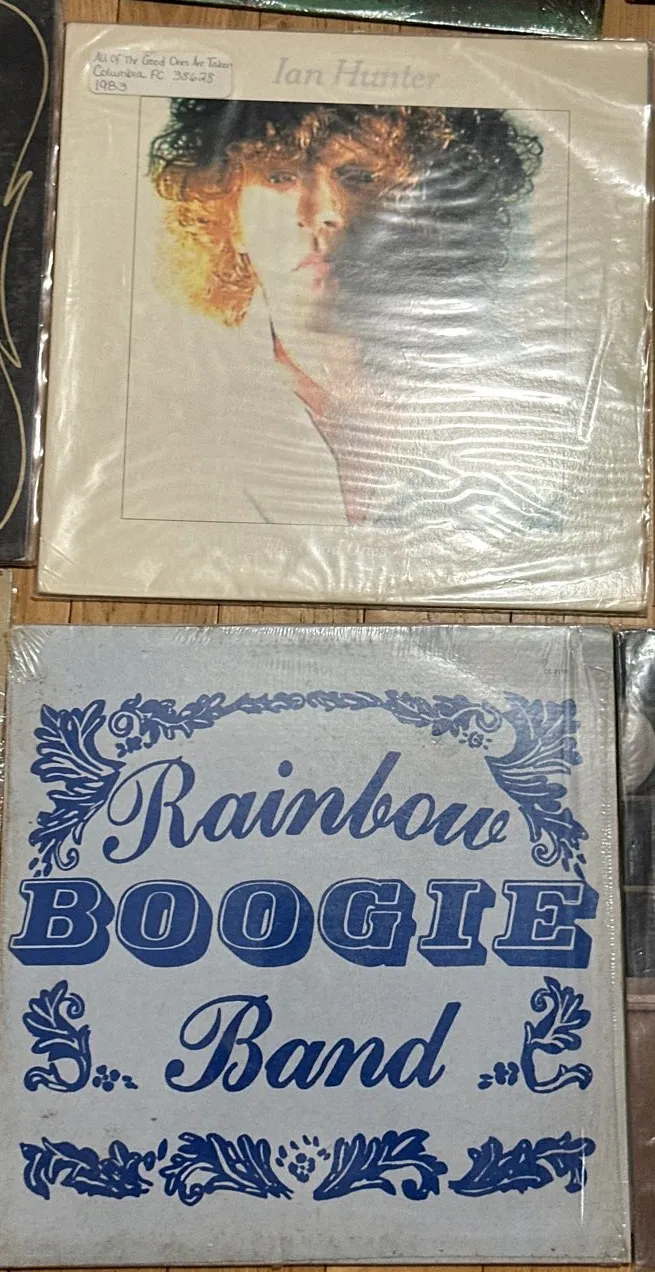 All Of The Good Ones Are Taken
Columbia FC 38628
1983
Ian Hunter
Rainbow
BOOGIE
Band